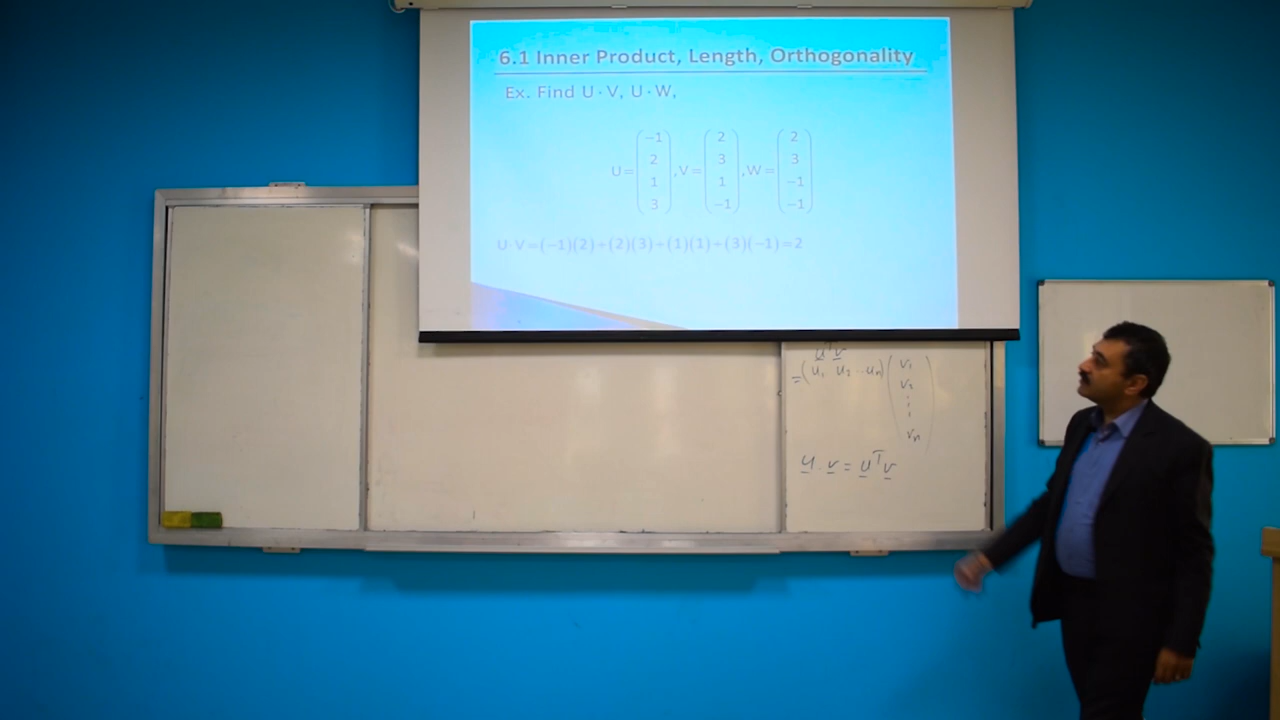 6.1 Inner Product, Length, Orthogonality
Ex. Find U·V, U·W,
U=(−1 2 1 3), V=(2 3 1 −1), W=(2 3 −1 −1)
U·V=(−1)(2)+(2)(3)+(1)(1)+(3)(−1)=2
uᵀv
=(u₁ u₂ ...uₙ)(v₁ v₂ ⋮ vₙ)
u·v=uᵀv